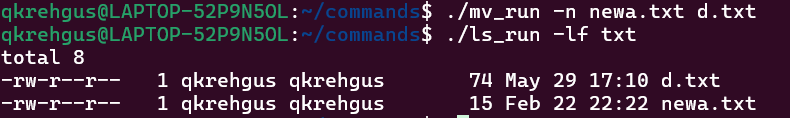 qkrehgus@LAPTOP-52P9N5OL:~/commands$ ./mv_run -n newa.txt d.txt
qkrehgus@LAPTOP-52P9N5OL:~/commands$ ./ls_run -lf txt
total 8
-rw-r--r--   1 qkrehgus qkrehgus         74 May 29 17:10 d.txt
-rw-r--r--   1 qkrehgus qkrehgus         15 Feb 22 22:22 newa.txt